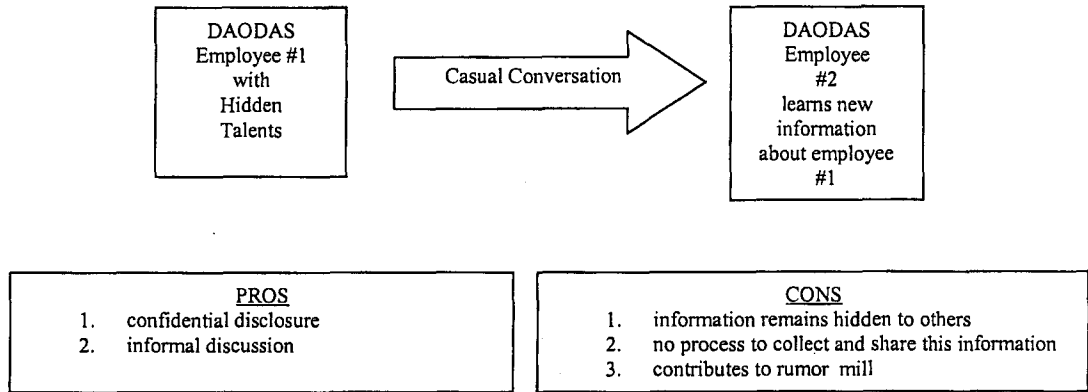 DAODAS
Employee #1
with
Hidden
Talents
Casual Conversation
DAODAS
Employee
#2
learns new
information
about employee
#1
PROS
1. confidential disclosure
2. informal discussion
CONS
1. information remains hidden to others
2. no process to collect and share this information
3. contributes to rumor mill